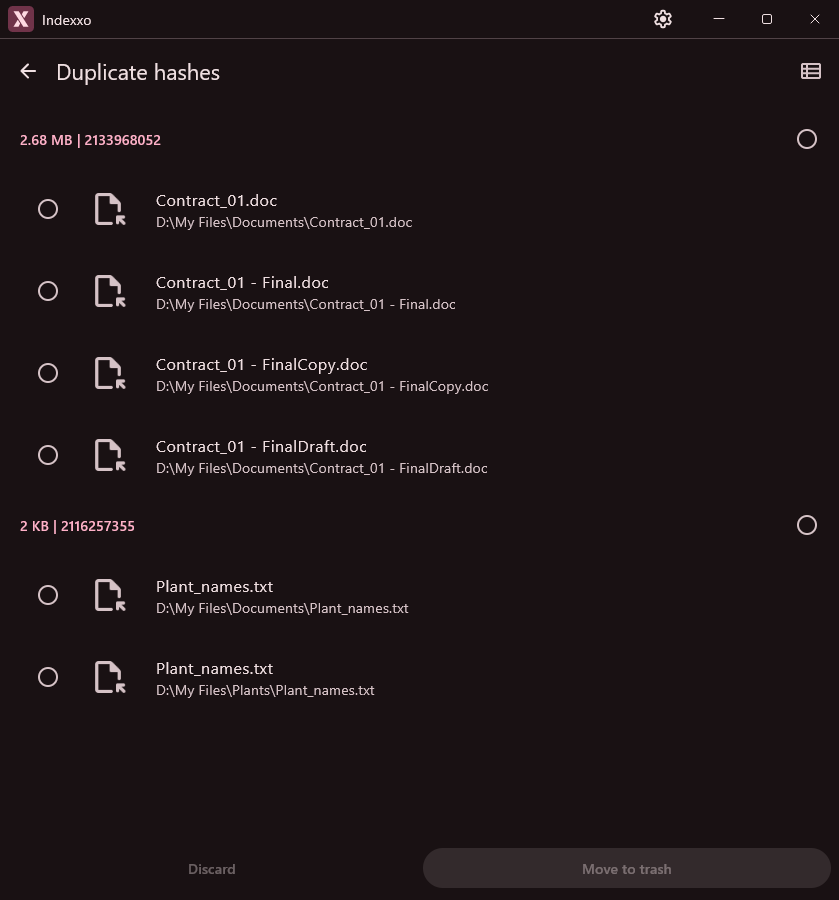 Indexxo
Duplicate hashes
2.68 MB | 2133968052
Contract_01.doc
D:\My Files\Documents\Contract_01.doc
Contract_01 - Final.doc
D:\My Files\Documents\Contract_01 - Final.doc
Contract_01 - FinalCopy.doc
D:\My Files\Documents\Contract_01 - FinalCopy.doc
Contract_01 - FinalDraft.doc
D:\My Files\Documents\Contract_01 - FinalDraft.doc
2 KB | 2116257355
Plant_names.txt
D:\My Files\Documents\Plant_names.txt
Plant_names.txt
D:\My Files\Plants\Plant_names.txt
Discard
Move to trash